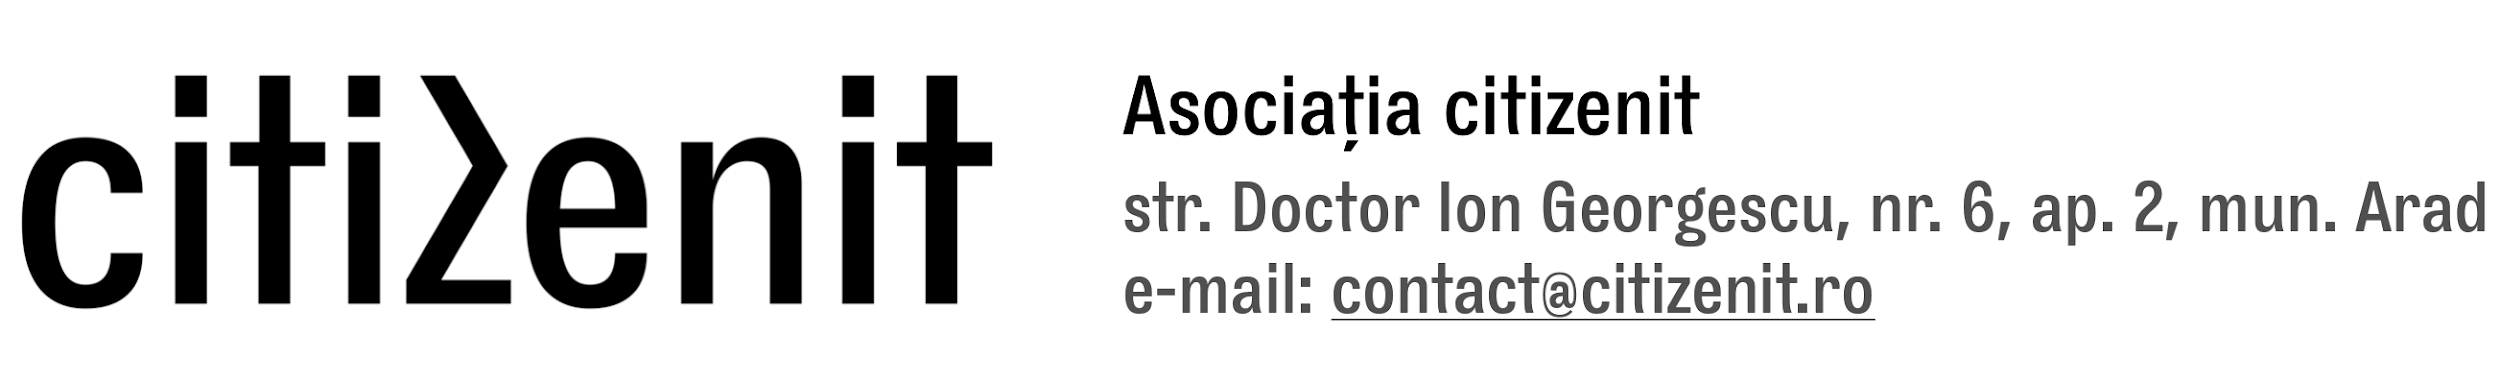 citizenit
Asociația citizenit
str. Doctor Ion Georgescu, nr. 6, ap. 2, mun. Arad
e-mail: contact@citizenit.ro